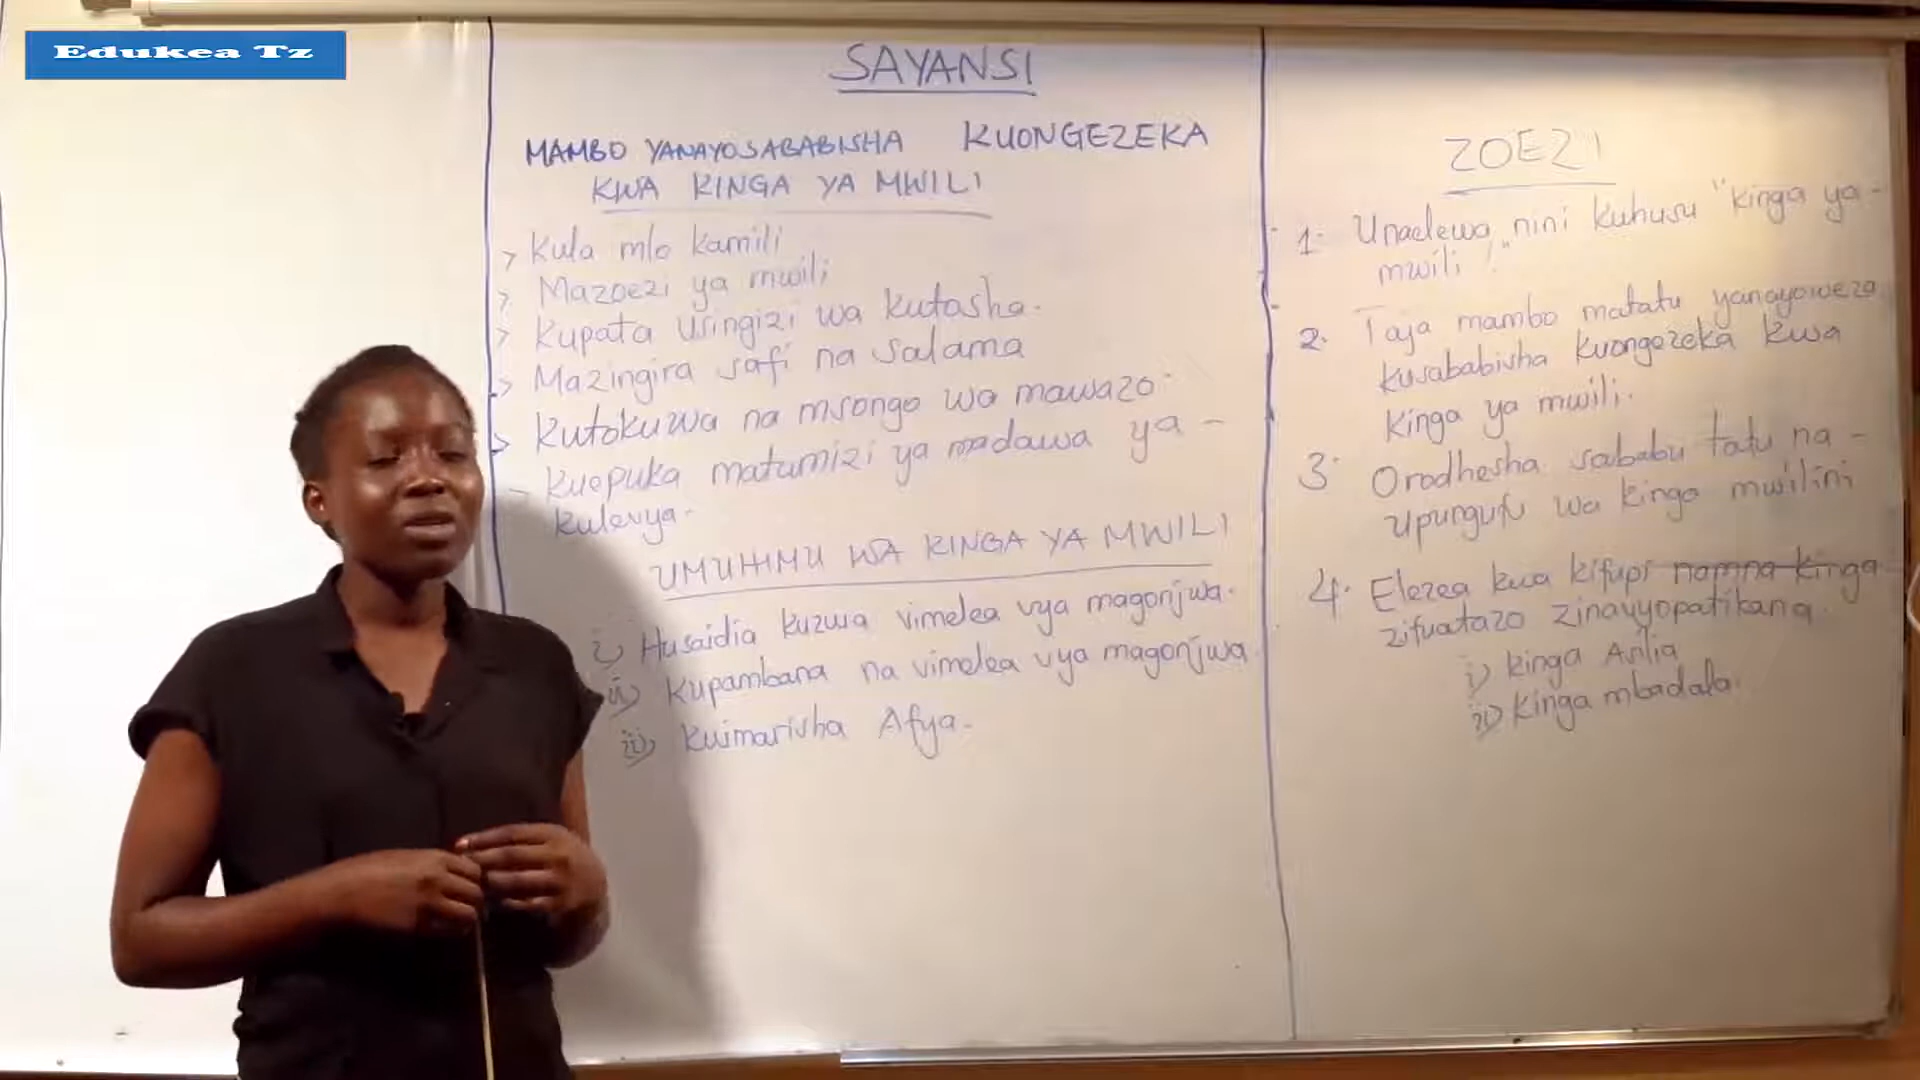 Edukea Tz
SAYANSI
MAMBO YANAYOSABABISHA KUONGEZEKA
KWA KINGA YA MWILI
> Kula mlo kamili
> Mazoezi ya mwili
> Kupata usingizi wa kutosha.
> Mazingira safi na salama
> Kutokuwa na msongo wa mawazo.
- Kuepuka matumizi ya madawa ya -
kulevya.
UMUHIMU WA KINGA YA MWILI
i) Husaidia kuzwa vimelea vya magonjwa.
ii) Kupambana na vimelea vya magonjwa.
iii) Kuimarisha Afya.
ZOEZI
1. Unaelewa nini kuhusu "kinga ya -
mwili?"
2. Taja mambo matatu yanayoweza
kusababisha kuongezeka kwa
kinga ya mwili.
3. Orodhesha sababu tatu na -
upungufu wa kinga mwilini
4. Elezea kwa kifupi namna kinga
zifuatazo zinavyopatikana.
i) kinga Asilia
ii) Kinga mbadala.